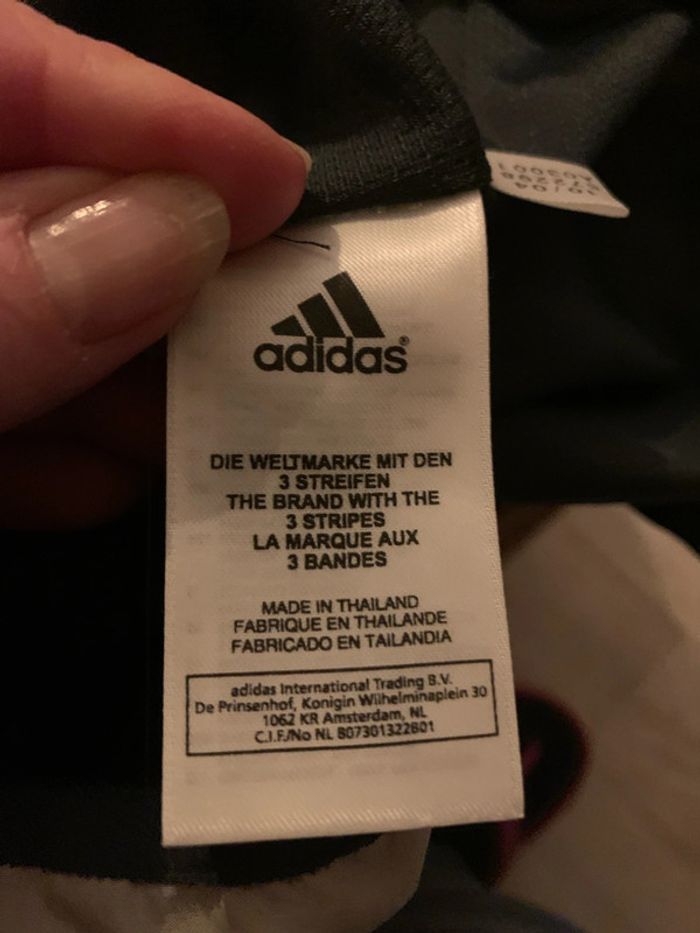 adidas®
DIE WELTMARKE MIT DEN
3 STREIFEN
THE BRAND WITH THE
3 STRIPES
LA MARQUE AUX
3 BANDES
MADE IN THAILAND
FABRIQUE EN THAILANDE
FABRICADO EN TAILANDIA
adidas International Trading B.V.
De Prinsenhof, Konigin Wilhelminaplein 30
1062 KR Amsterdam, NL
C.I.F./No NL 807301322B01